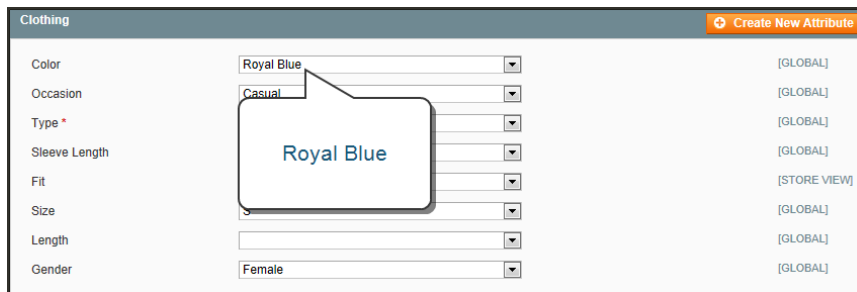 Clothing Create New Attribute
Color Royal Blue [GLOBAL]
Occasion Casual [GLOBAL]
Type * [GLOBAL]
Royal Blue
Sleeve Length [GLOBAL]
Fit [STORE VIEW]
Size S [GLOBAL]
Length [GLOBAL]
Gender Female [GLOBAL]